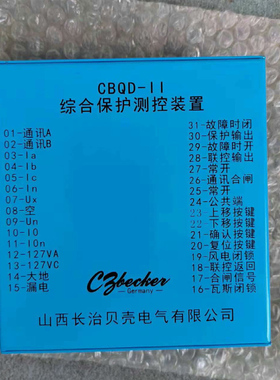 CBQD-II
综合保护测控装置
01-通讯A
02-通讯B
03-Ia
04-Ib
05-Ic
06-In
07-Ux
08-空
09-Un
10-I0
11-I0n
12-127VA
13-127VC
14-大地
15-漏电
31-故障时闭
30-保护输出
29-故障时开
28-联控输出
27-常开
26-通讯合闸
25-常开
24-公共端
23-上移按键
22-下移按键
21-确认按键
20-复位按键
19-风电闭锁
18-联控返回
17-合闸信号
16-瓦斯闭锁
CZbecker
Germany
山西长治贝壳电气有限公司